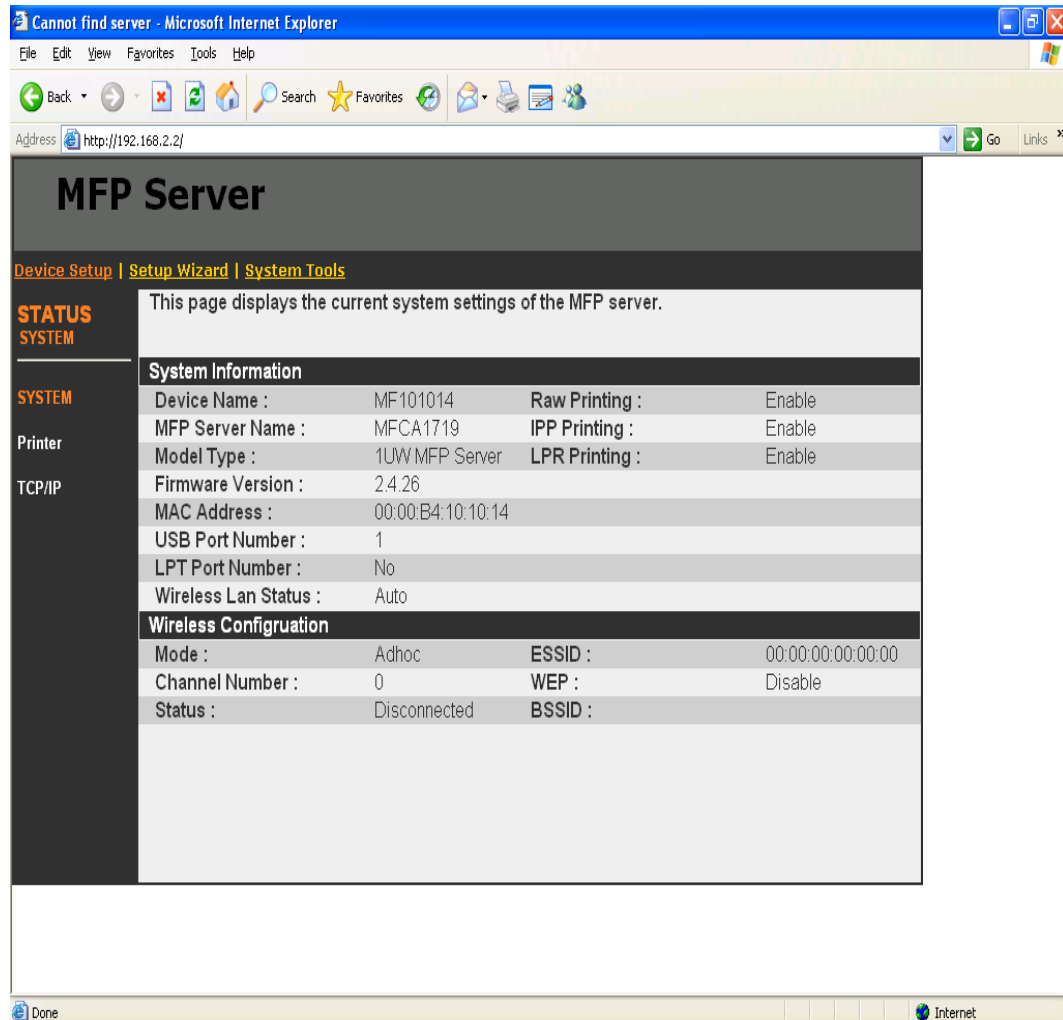 Cannot find server - Microsoft Internet Explorer
File Edit View Favorites Tools Help
Back Search Favorites
Address http://192.168.2.2/ Go Links »
MFP Server
Device Setup | Setup Wizard | System Tools
STATUS
SYSTEM
SYSTEM
Printer
TCP/IP
This page displays the current system settings of the MFP server.
System Information
Device Name : MF101014 Raw Printing : Enable
MFP Server Name : MFCA1719 IPP Printing : Enable
Model Type : 1UW MFP Server LPR Printing : Enable
Firmware Version : 2.4.26
MAC Address : 00:00:B4:10:10:14
USB Port Number : 1
LPT Port Number : No
Wireless Lan Status : Auto
Wireless Configruation
Mode : Adhoc ESSID : 00:00:00:00:00:00
Channel Number : 0 WEP : Disable
Status : Disconnected BSSID :
Done Internet